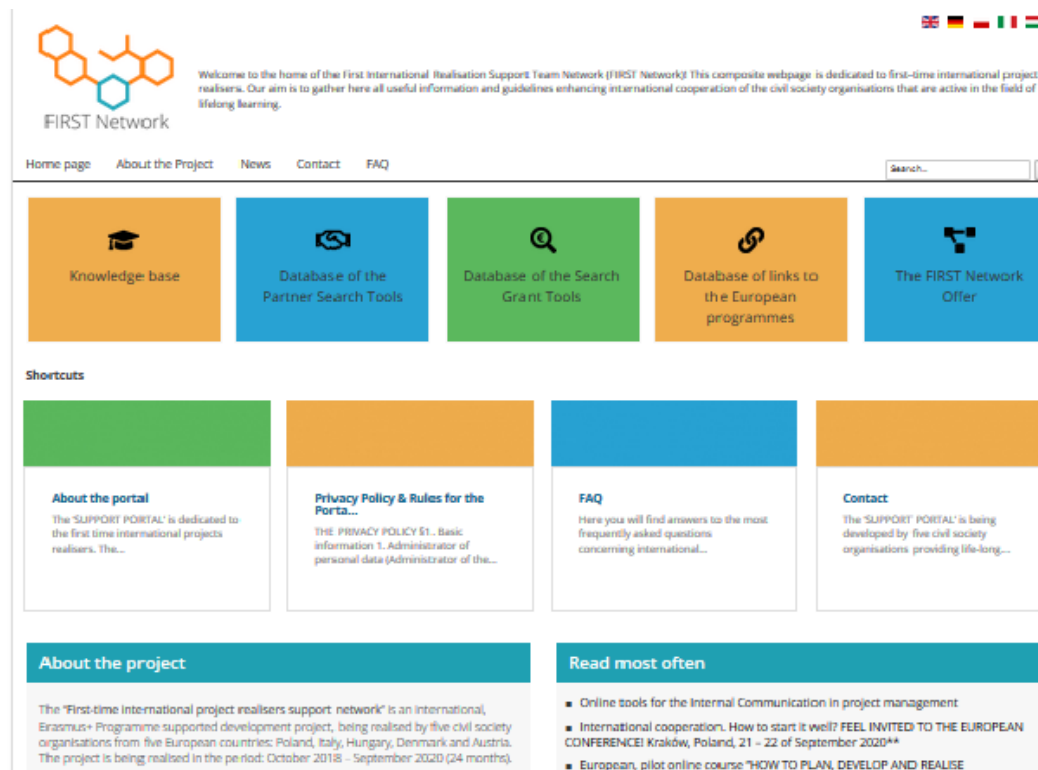 FIRST Network
Welcome to the home of the First International Realisation Support Team Network (FIRST Network)! This composite webpage is dedicated to first-time international project
realisers. Our aim is to gather here all useful information and guidelines enhancing international cooperation of the civil society organisations that are active in the field of
lifelong learning.
Home page About the Project News Contact FAQ
Search...
Knowledge base
Database of the
Partner Search Tools
Database of the Search
Grant Tools
Database of links to
the European
programmes
The FIRST Network
Offer
Shortcuts
About the portal
The 'SUPPORT PORTAL' is dedicated to
the first time international projects
realisers. The...
Privacy Policy & Rules for the
Porta...
THE PRIVACY POLICY §1. Basic
information 1. Administrator of
personal data (Administrator of the...
FAQ
Here you will find answers to the most
frequently asked questions
concerning international...
Contact
The 'SUPPORT PORTAL' is being
developed by five civil society
organisations providing life-long...
About the project
The "First-time international project realisers support network" is an international,
Erasmus+ Programme supported development project, being realised by five civil society
organisations from five European countries: Poland, Italy, Hungary, Denmark and Austria.
The project is being realised in the period: October 2018 - September 2020 (24 months).
Read most often
Online tools for the Internal Communication in project management
International cooperation. How to start it well? FEEL INVITED TO THE EUROPEAN
CONFERENCE! Kraków, Poland, 21 – 22 of September 2020**
European, pilot online course "HOW TO PLAN, DEVELOP AND REALISE